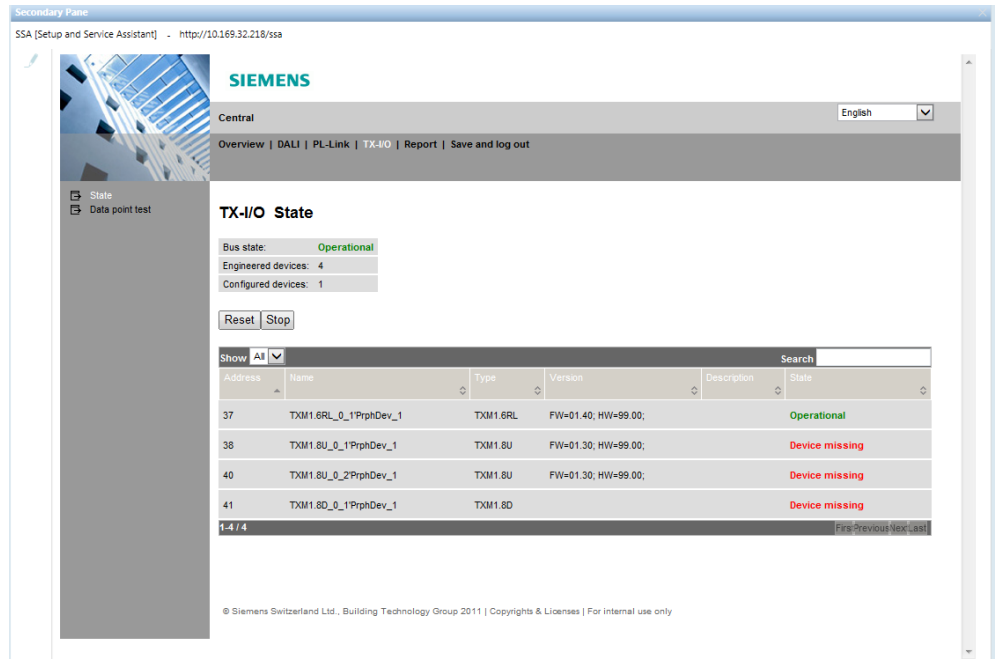 Secondary Pane
SSA [Setup and Service Assistant] - http://10.169.32.218/ssa
SIEMENS
Central
English
Overview | DALI | PL-Link | TX-I/O | Report | Save and log out
State
Data point test
TX-I/O State
Bus state: Operational
Engineered devices: 4
Configured devices: 1
Reset Stop
Show All Search
Address Name Type Version Description State
37 TXM1.6RL_0_1'PrphDev_1 TXM1.6RL FW=01.40; HW=99.00; Operational
38 TXM1.8U_0_1'PrphDev_1 TXM1.8U FW=01.30; HW=99.00; Device missing
40 TXM1.8U_0_2'PrphDev_1 TXM1.8U FW=01.30; HW=99.00; Device missing
41 TXM1.8D_0_1'PrphDev_1 TXM1.8D Device missing
1-4 / 4 First Previous Next Last
© Siemens Switzerland Ltd., Building Technology Group 2011 | Copyrights & Licenses | For internal use only